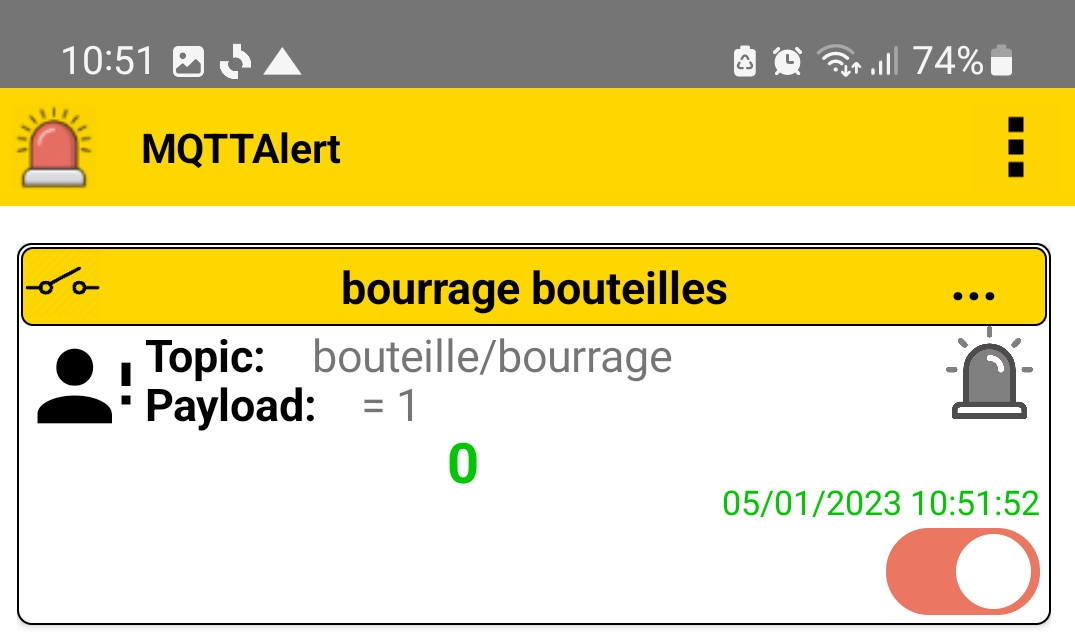 10:51 74%
MQTTAlert
bourrage bouteilles ...
Topic: bouteille/bourrage
Payload: = 1
0
05/01/2023 10:51:52